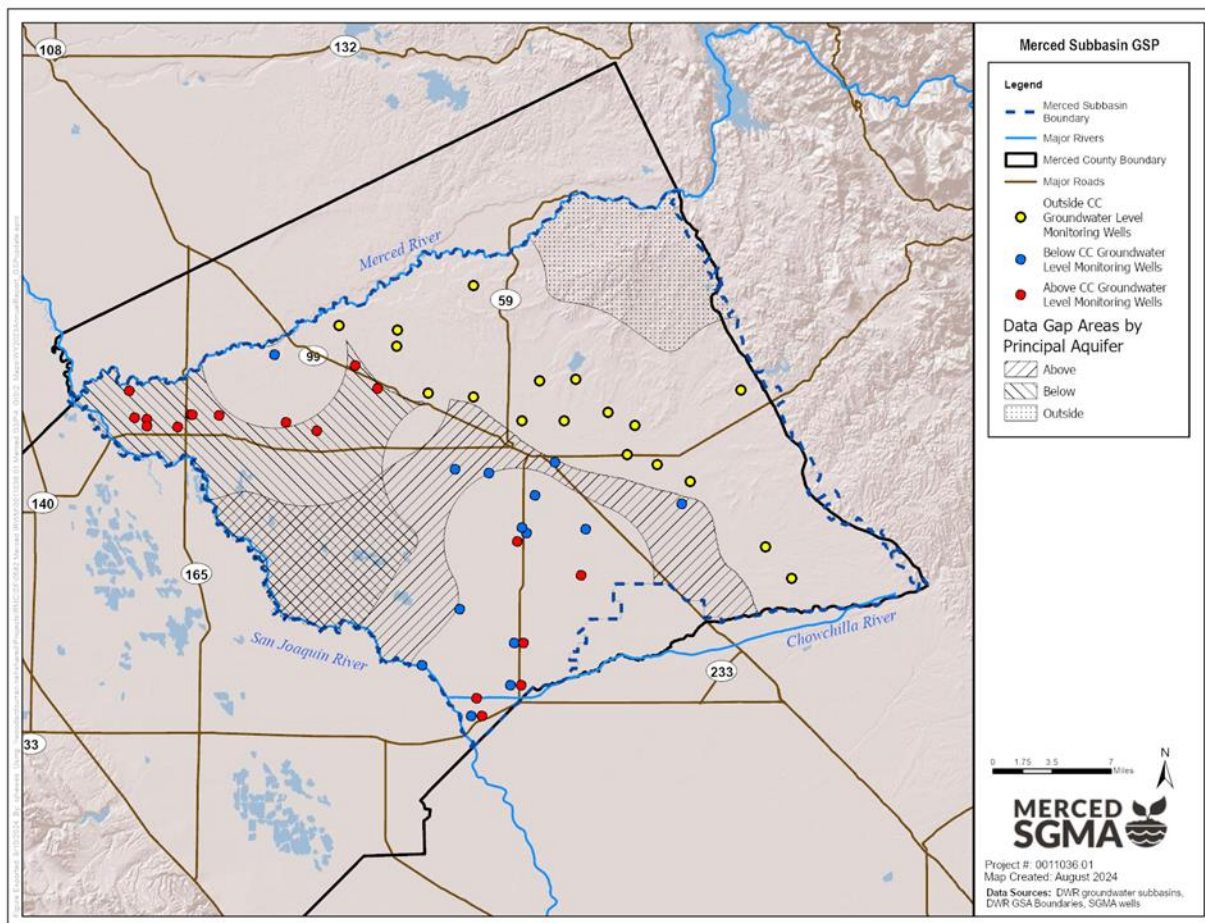 108
132
Merced River
59
99
140
165
San Joaquin River
Chowchilla River
233
33
Merced Subbasin GSP
Legend
Merced Subbasin
Boundary
Major Rivers
Merced County Boundary
Major Roads
Outside CC
Groundwater Level
Monitoring Wells
Below CC Groundwater
Level Monitoring Wells
Above CC Groundwater
Level Monitoring Wells
Data Gap Areas by
Principal Aquifer
Above
Below
Outside
N
0 1.75 3.5 7
Miles
MERCED
SGMA
Project #: 0011036.01
Map Created: August 2024
Data Sources: DWR groundwater subbasins,
DWR GSA Boundaries, SGMA wells